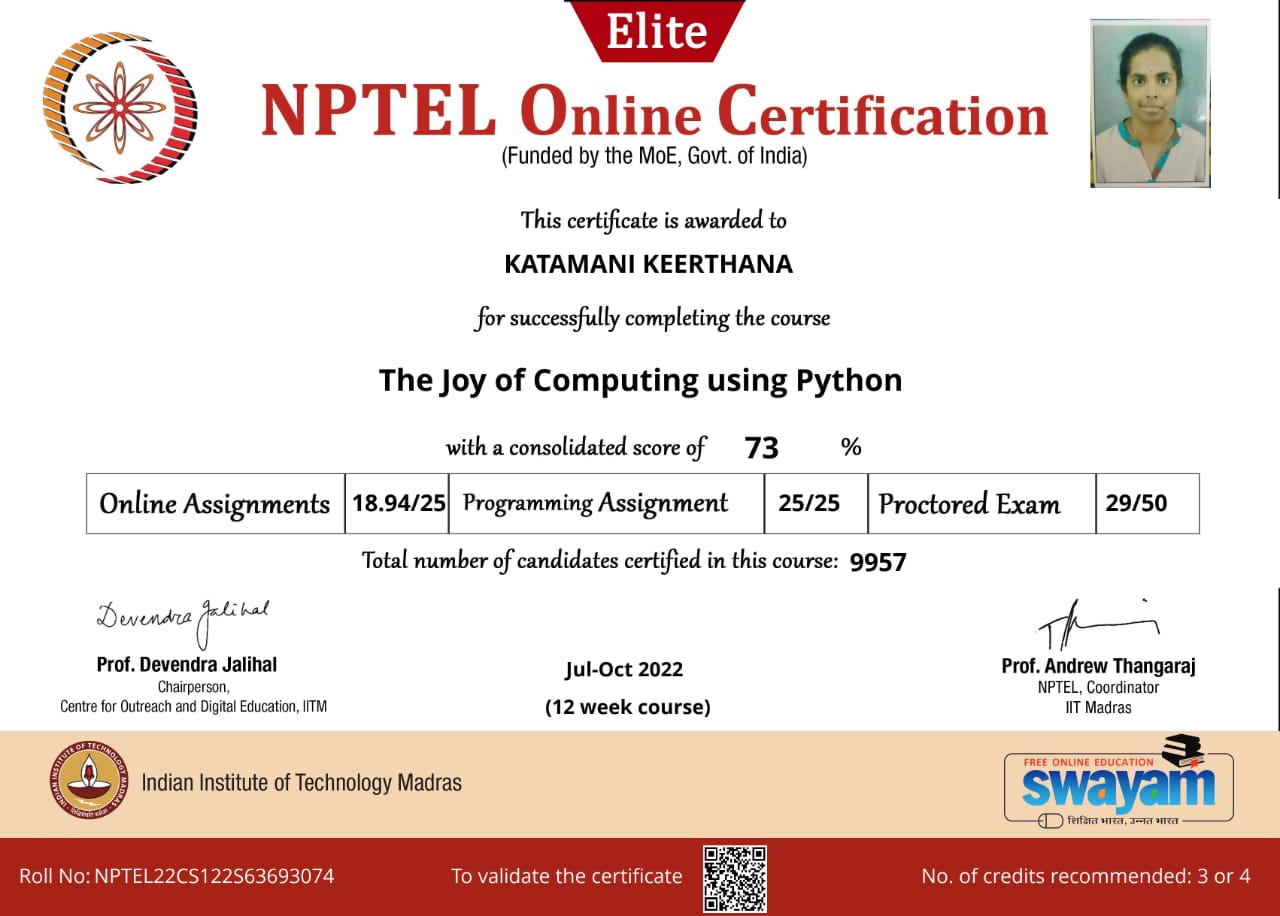 Elite
NPTEL Online Certification
(Funded by the MoE, Govt. of India)
This certificate is awarded to
KATAMANI KEERTHANA
for successfully completing the course
The Joy of Computing using Python
with a consolidated score of 73 %
Online Assignments 18.94/25 Programming Assignment 25/25 Proctored Exam 29/50
Total number of candidates certified in this course: 9957
Devendra Jalihal
Prof. Devendra Jalihal
Chairperson,
Centre for Outreach and Digital Education, IITM
Jul-Oct 2022
(12 week course)
Prof. Andrew Thangaraj
NPTEL, Coordinator
IIT Madras
INDIAN INSTITUTE OF TECHNOLOGY MADRAS
Indian Institute of Technology Madras
FREE ONLINE EDUCATION
swayam
शिक्षित भारत, उन्नत भारत
Roll No: NPTEL22CS122S63693074
To validate the certificate
No. of credits recommended: 3 or 4